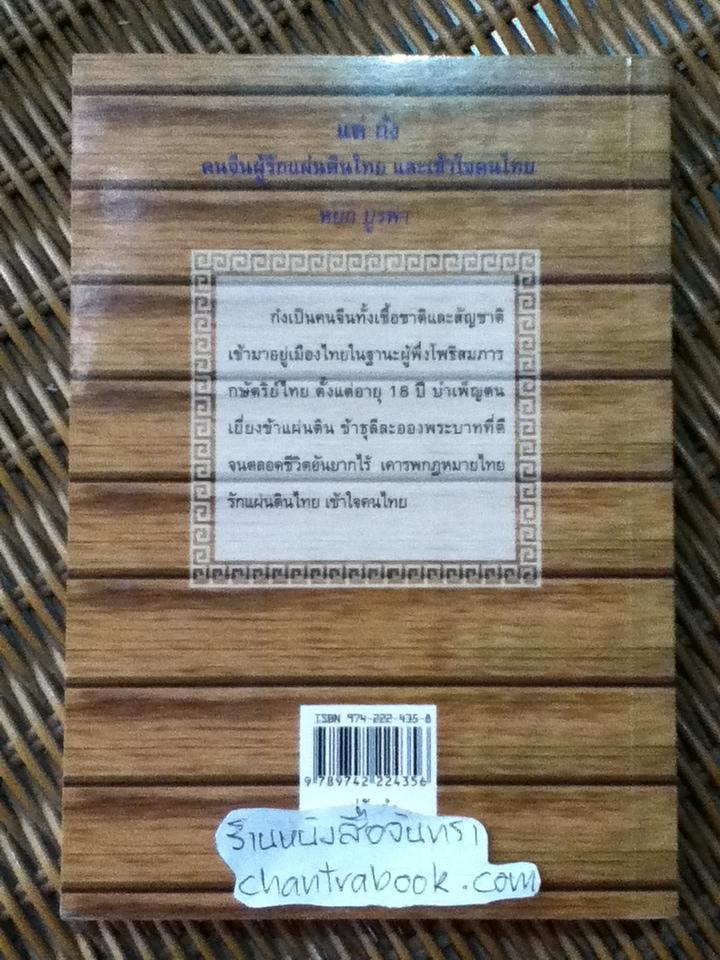 แด่ กั๋ง
คนจีนผู้รักแผ่นดินไทย และเข้าใจคนไทย
หยก บูรพา
ก๋งเป็นคนจีนทั้งเชื้อชาติและสัญชาติ
เข้ามาอยู่เมืองไทยในฐานะผู้พึ่งโพธิสมภาร
กษัตริย์ไทย ตั้งแต่อายุ 18 ปี บำเพ็ญตน
เยี่ยงข้าแผ่นดิน ข้าธุลีละอองพระบาทที่ดี
จนตลอดชีวิตอันยากไร้ เคารพกฎหมายไทย
รักแผ่นดินไทย เข้าใจคนไทย
ISBN 974-222-435-8
9 789742 224356
ร้านหนังสือจันทรา
chantrabook.com